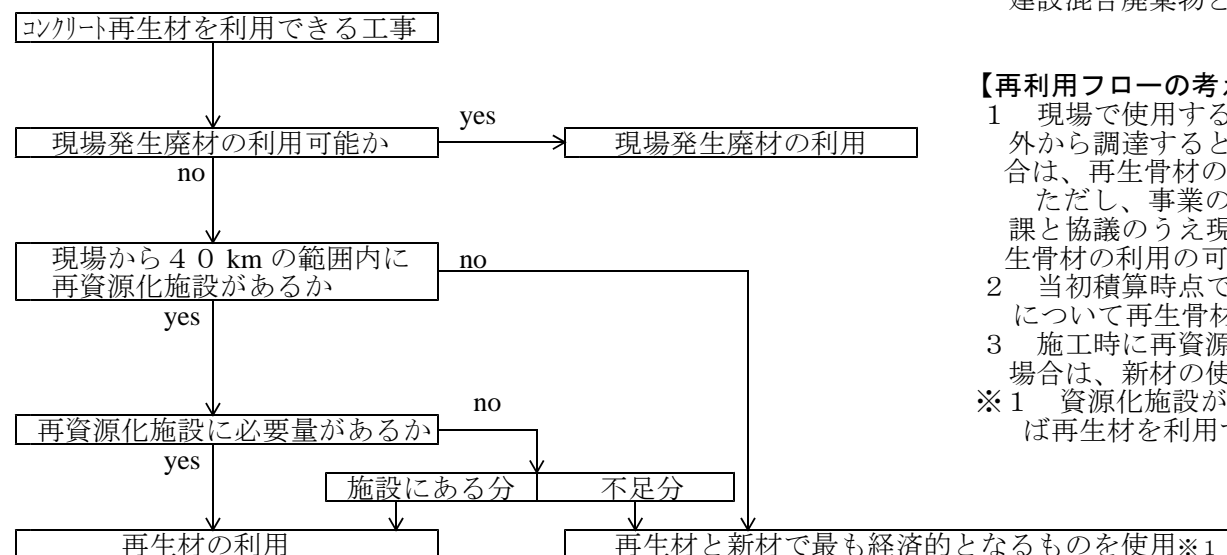 コンクリート再生材を利用できる工事
現場発生廃材の利用可能か
yes
現場発生廃材の利用
no
現場から４０ kmの範囲内に
再資源化施設があるか
no
yes
再資源化施設に必要量があるか
no
yes
施設にある分
不足分
再生材の利用
再生材と新材で最も経済的となるものを使用※1
建設混合廃棄物と
【再利用フローの考
１　現場で使用する
外から調達すると
合は、再生骨材の
ただし、事業の
課と協議のうえ現
生骨材の利用の可
２　当初積算時点で
について再生骨材
３　施工時に再資源
場合は、新材の使
※１　資源化施設が
ば再生材を利用